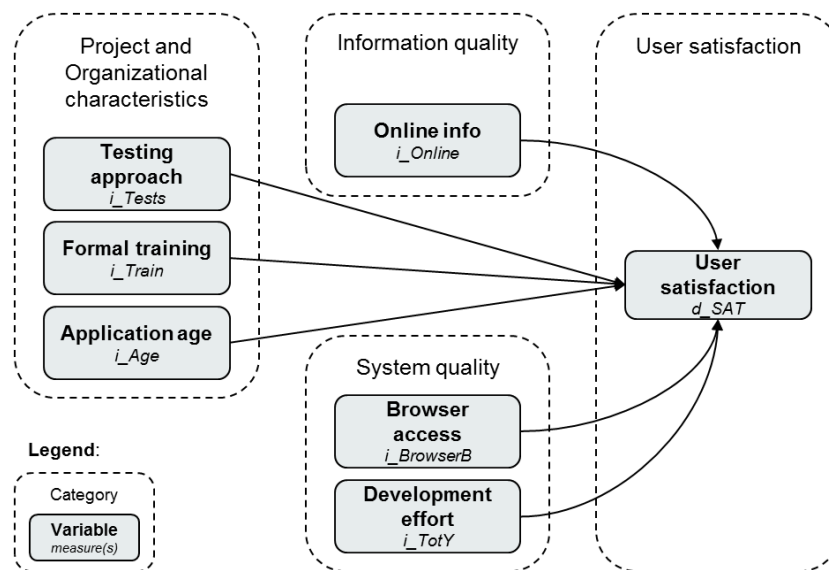 Project and
Organizational
characteristics
Testing
approach
i_Tests
Formal training
i_Train
Application age
i_Age
Information quality
Online info
i_Online
User satisfaction
User
satisfaction
d_SAT
System quality
Browser
access
i_BrowserB
Development
effort
i_TotY
Legend:
Category
Variable
measure(s)